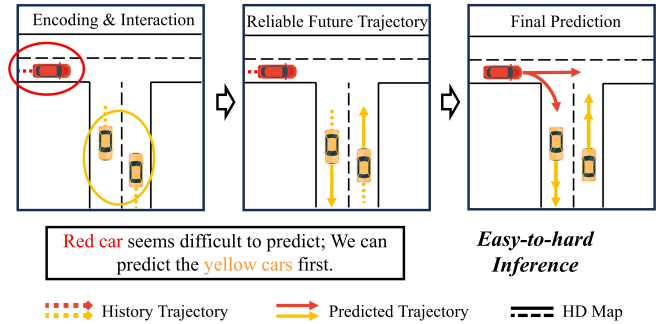 Encoding & Interaction
Reliable Future Trajectory
Final Prediction
Red car seems difficult to predict; We can
predict the yellow cars first.
Easy-to-hard
Inference
History Trajectory
Predicted Trajectory
HD Map